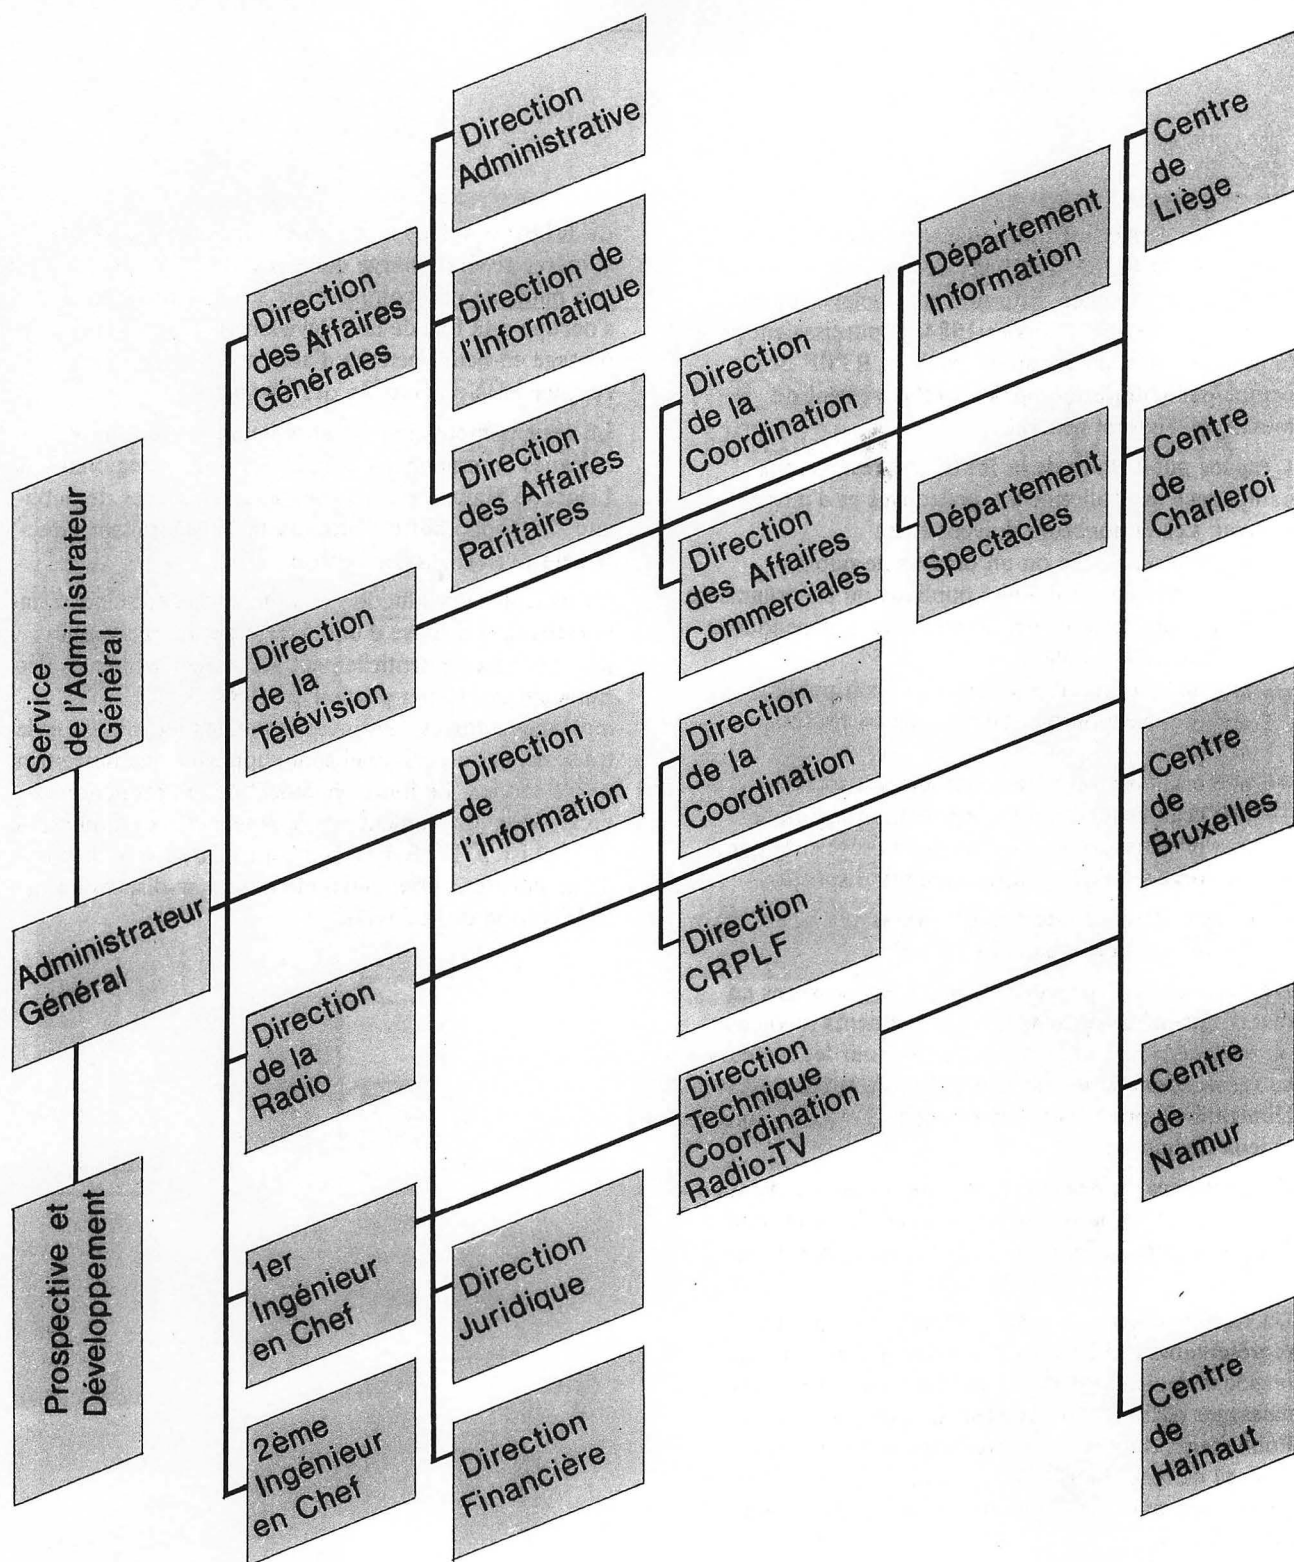 Service
de l'Administrateur
Général
Administrateur
Général
Prospective et
Développement
Direction
des Affaires
Générales
Direction
de la
Télévision
Direction
de la
Radio
1er
Ingénieur
en Chef
2ème
Ingénieur
en Chef
Direction
Administrative
Direction de
l'Informatique
Direction
des Affaires
Paritaires
Direction
de
l'Information
Direction
Juridique
Direction
Financière
Direction
de la
Coordination
Direction
des Affaires
Commerciales
Direction
de la
Coordination
Direction
CRPLF
Direction
Technique
Coordination
Radio-TV
Département
Information
Département
Spectacles
Centre
de
Liège
Centre
de
Charleroi
Centre
de
Bruxelles
Centre
de
Namur
Centre
de
Hainaut